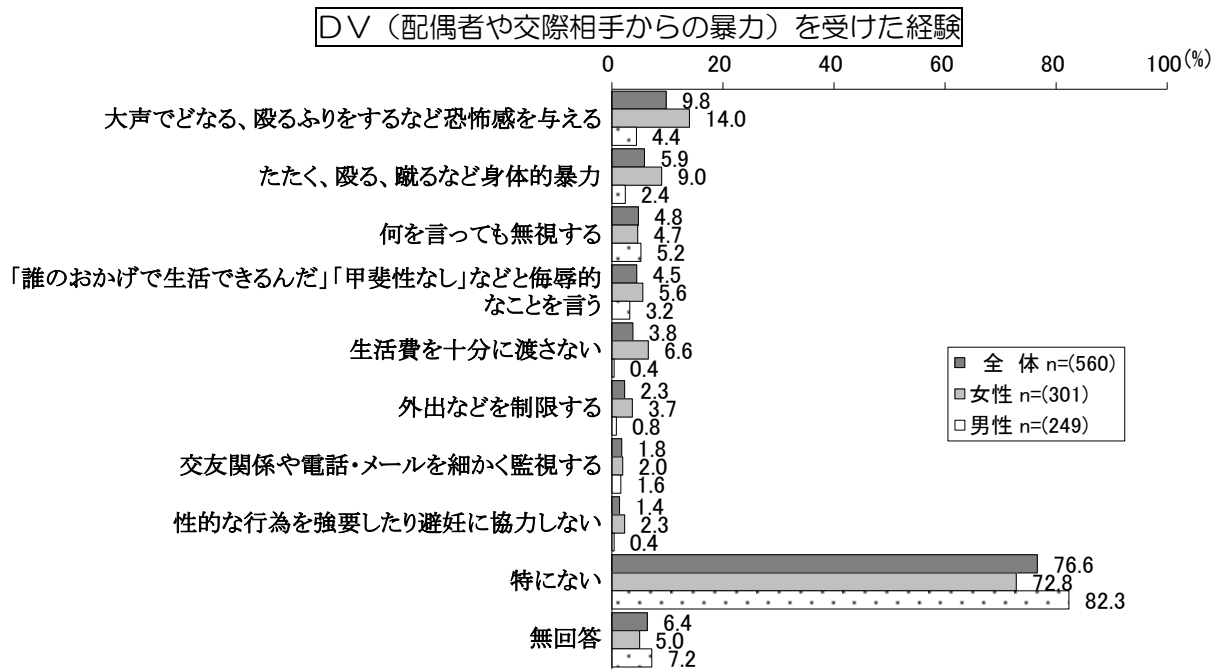 DV（配偶者や交際相手からの暴力）を受けた経験
0 20 40 60 80 100(%)
大声でどなる、殴るふりをするなど恐怖感を与える
9.8
14.0
4.4
たたく、殴る、蹴るなど身体的暴力
5.9
9.0
2.4
何を言っても無視する
4.8
4.7
5.2
「誰のおかげで生活できるんだ」「甲斐性なし」などと侮辱的
なことを言う
4.5
5.6
3.2
生活費を十分に渡さない
3.8
6.6
0.4
外出などを制限する
2.3
3.7
0.8
交友関係や電話・メールを細かく監視する
1.8
2.0
1.6
性的な行為を強要したり避妊に協力しない
1.4
2.3
0.4
特にない
76.6
72.8
82.3
無回答
6.4
5.0
7.2
全 体 n=(560)
女性 n=(301)
男性 n=(249)